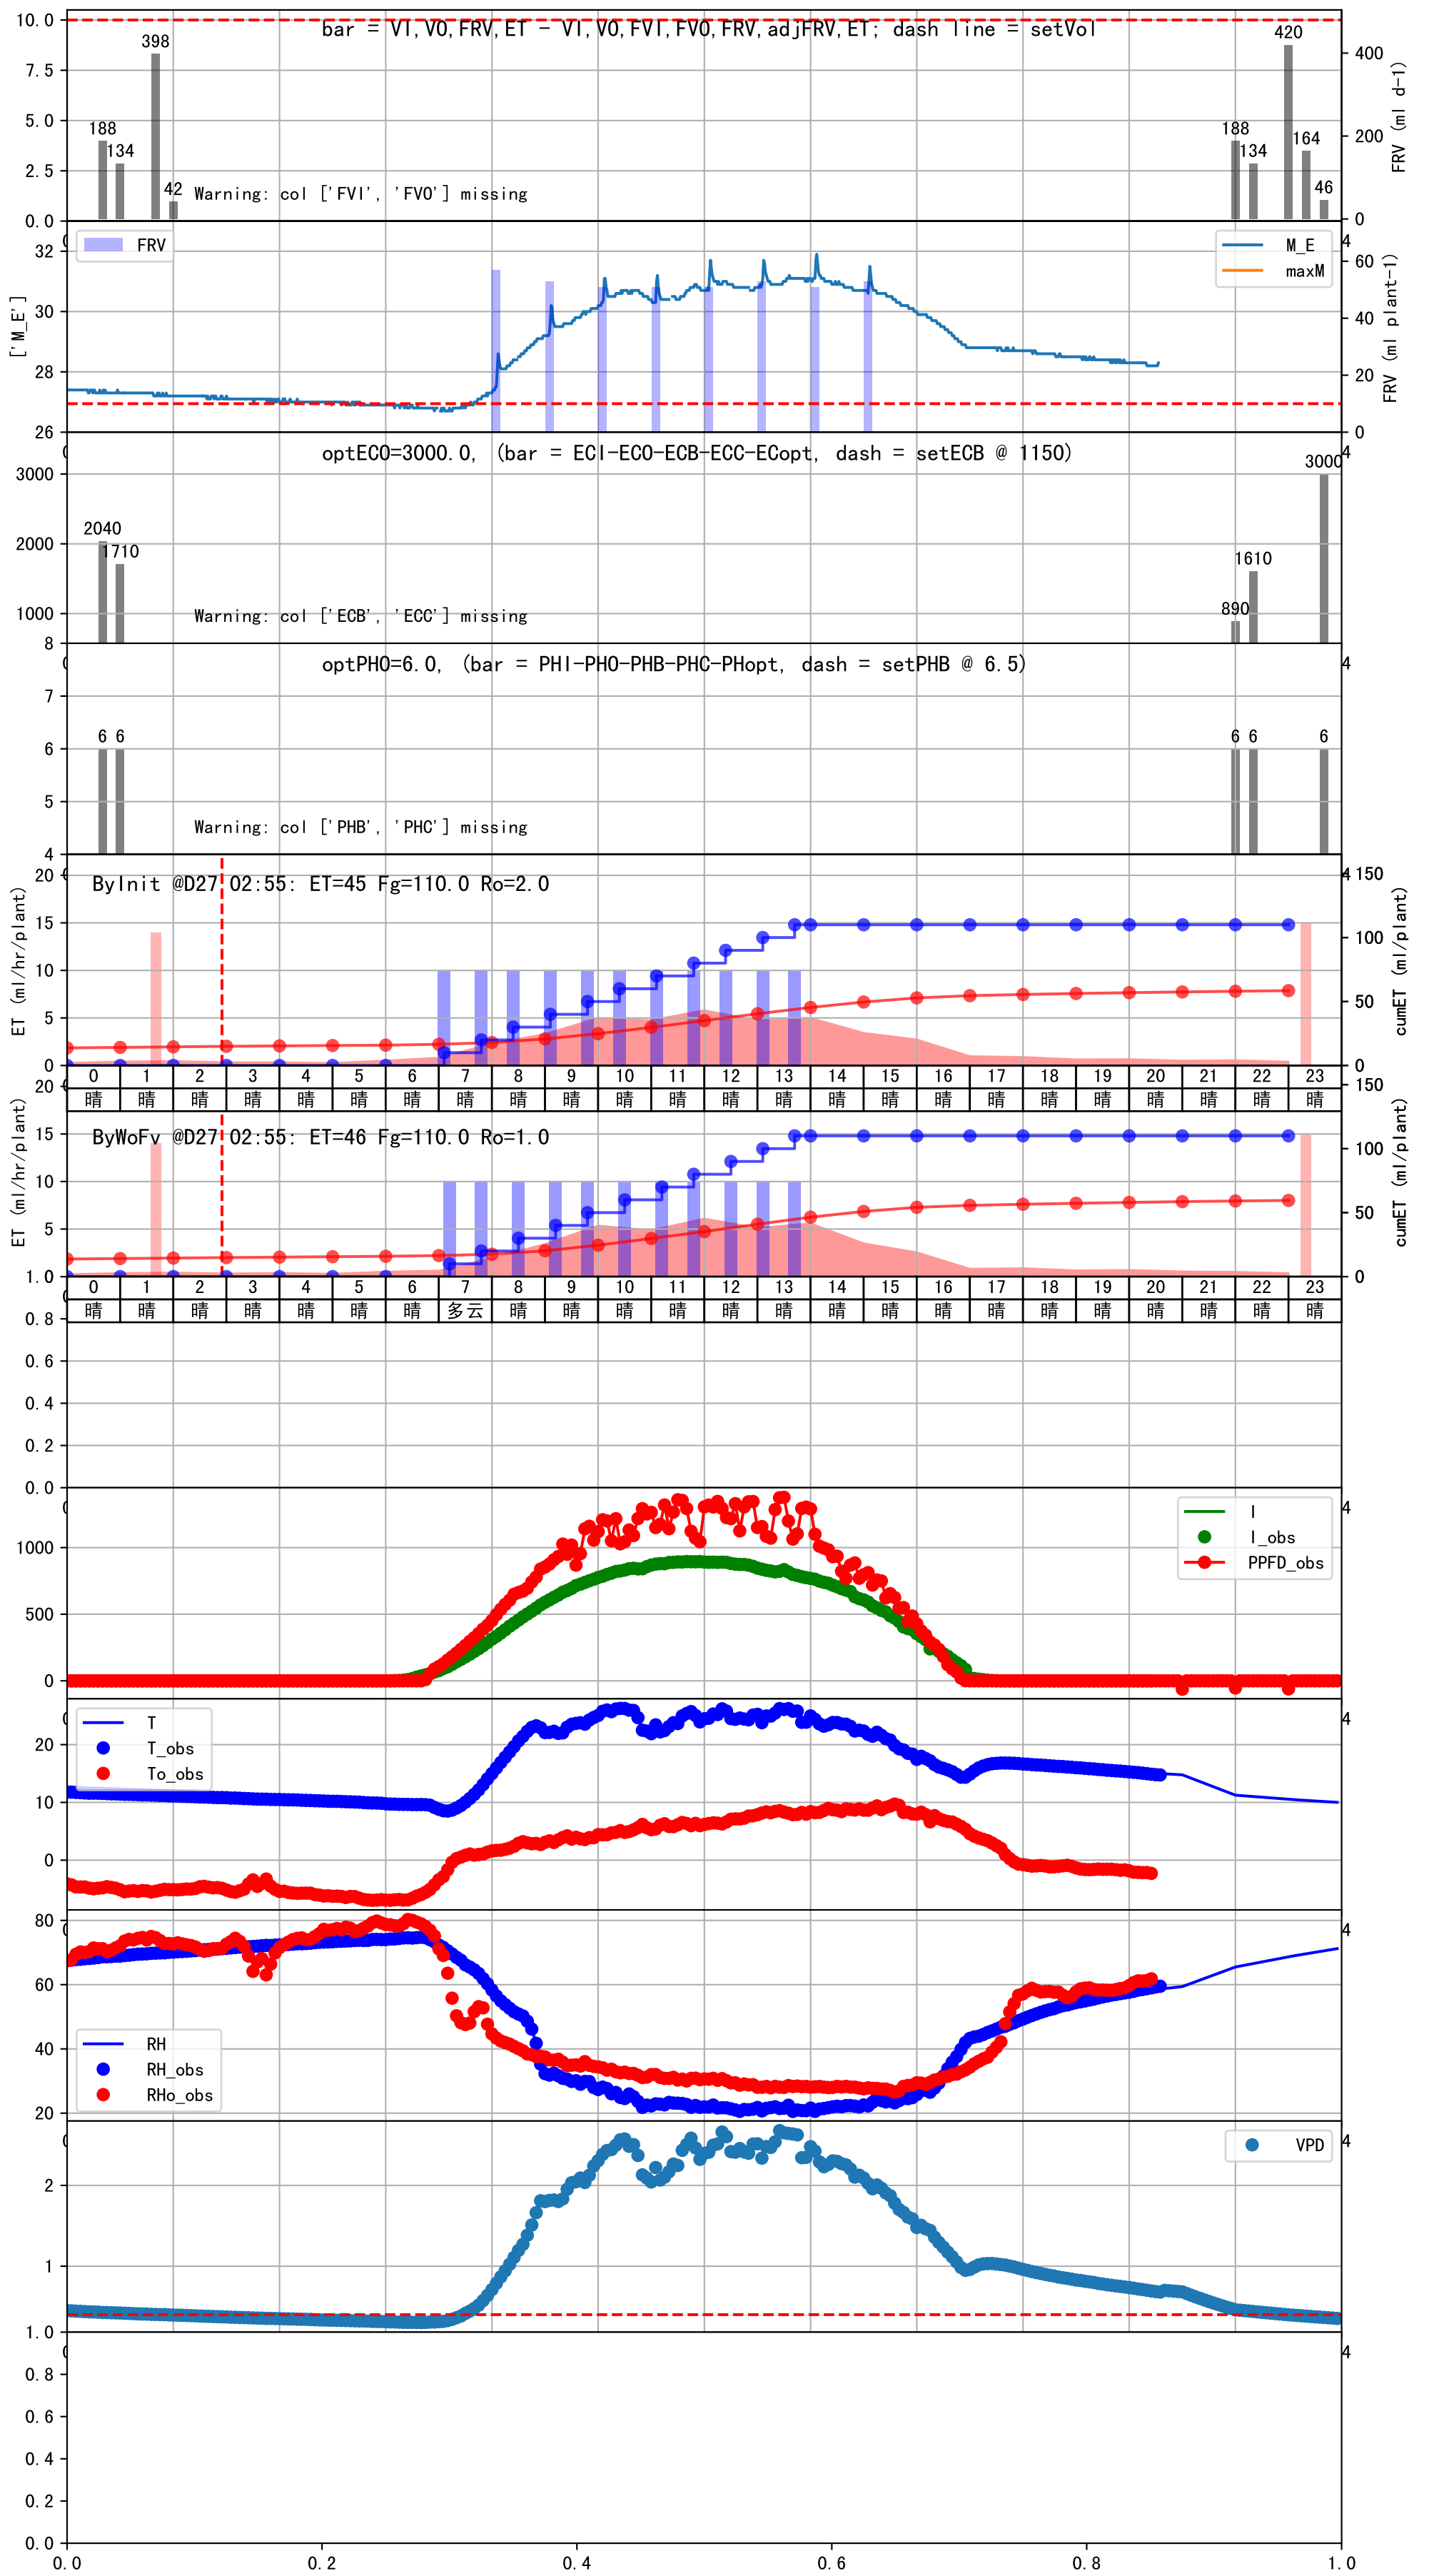 bar = VI,VO,FRV,ET - VI,VO,FVI,FVO,FRV,adjFRV,ET; dash line = setVol
10.0
7.5
5.0
2.5
0.0
398
188
134
42
Warning: col ['FVI', 'FVO'] missing
420
188
134
164
46
400
200
0
FRV (ml d-1)
4
FRV
M_E
maxM
32
30
28
26
['M_E']
60
40
20
0
FRV (ml plant-1)
4
optECO=3000.0, (bar = ECI-ECO-ECB-ECC-ECopt, dash = setECB @ 1150)
3000
2000
1000
2040
1710
Warning: col ['ECB', 'ECC'] missing
890
1610
3000
4
optPHO=6.0, (bar = PHI-PHO-PHB-PHC-PHopt, dash = setPHB @ 6.5)
8
7
6
5
4
6 6
6 6
6
Warning: col ['PHB', 'PHC'] missing
4
ByInit @D27 02:55: ET=45 Fg=110.0 Ro=2.0
20
15
10
5
0
ET (ml/hr/plant)
150
100
50
0
cumET (ml/plant)
0 1 2 3 4 5 6 7 8 9 10 11 12 13 14 15 16 17 18 19 20 21 22 23
晴 晴 晴 晴 晴 晴 晴 晴 晴 晴 晴 晴 晴 晴 晴 晴 晴 晴 晴 晴 晴 晴 晴 晴
ByWoFv @D27 02:55: ET=46 Fg=110.0 Ro=1.0
20
15
10
5
ET (ml/hr/plant)
150
100
50
0
cumET (ml/plant)
0 1 2 3 4 5 6 7 8 9 10 11 12 13 14 15 16 17 18 19 20 21 22 23
晴 晴 晴 晴 晴 晴 晴 多云 晴 晴 晴 晴 晴 晴 晴 晴 晴 晴 晴 晴 晴 晴 晴 晴
1.0
0.8
0.6
0.4
0.2
0.0
4
I
I_obs
PPFD_obs
1000
500
0
4
T
T_obs
To_obs
20
10
0
4
RH
RH_obs
RHo_obs
80
60
40
20
4
VPD
2
1
4
1.0
0.8
0.6
0.4
0.2
0.0
0.0 0.2 0.4 0.6 0.8 1.0